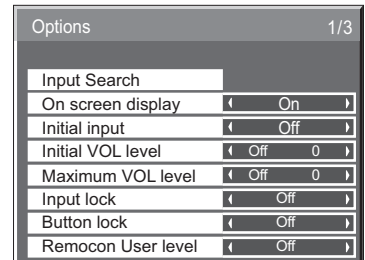 Options 1/3
Input Search
On screen display On
Initial input Off
Initial VOL level Off 0
Maximum VOL level Off 0
Input lock Off
Button lock Off
Remocon User level Off